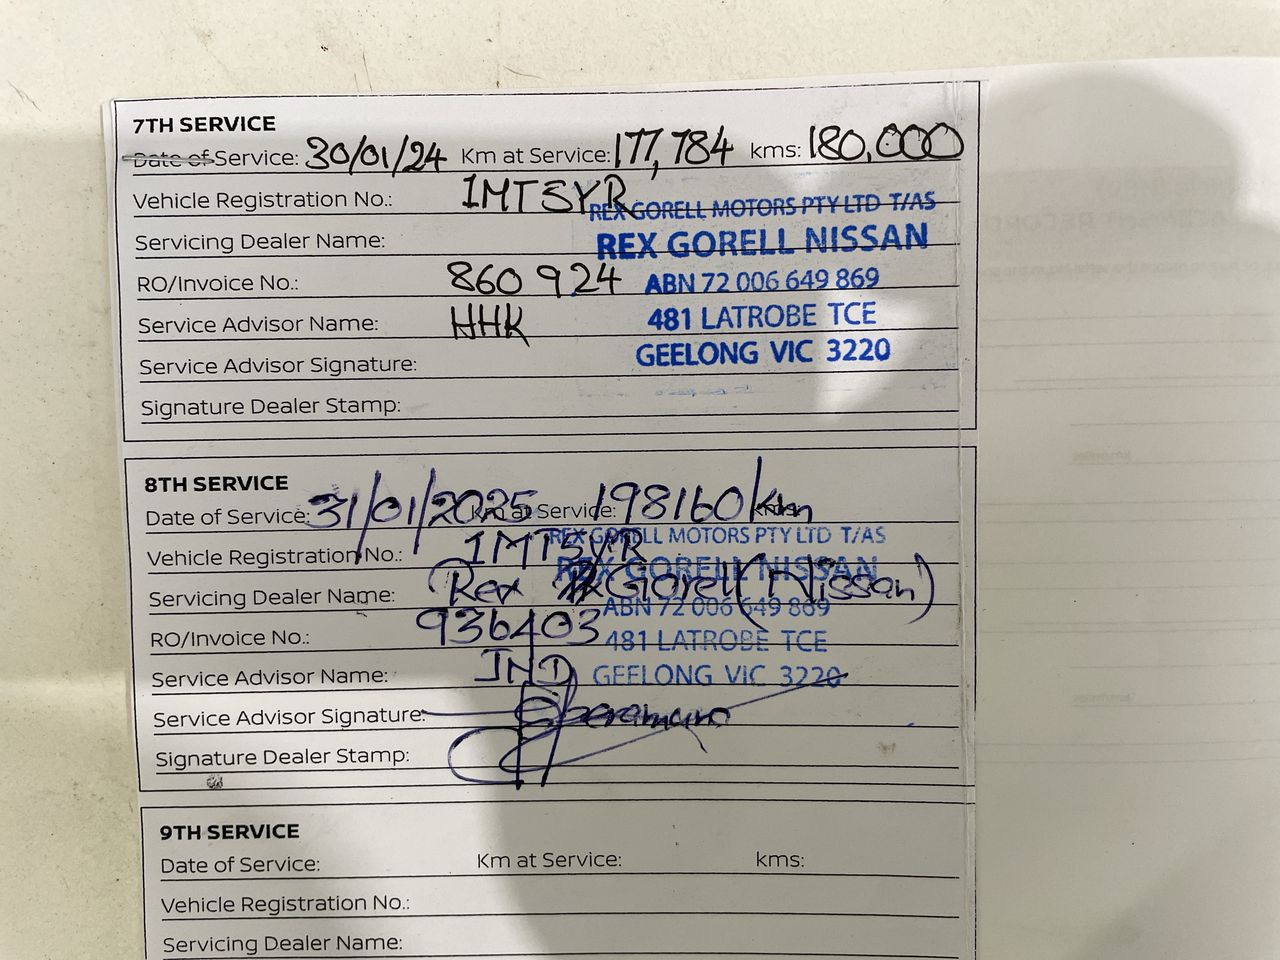 7TH SERVICE
Date of Service: 30/01/24 Km at Service: 177,784 kms: 180,000
Vehicle Registration No.: 1MT5YR
REX GORELL MOTORS PTY LTD T/AS
Servicing Dealer Name: REX GORELL NISSAN
RO/Invoice No.: 860 924 ABN 72 006 649 869
Service Advisor Name: HHK 481 LATROBE TCE
Service Advisor Signature: GEELONG VIC 3220
Signature Dealer Stamp:
8TH SERVICE
Date of Service: 31/01/2025 Km at Service: 198160 km kms:
REX GORELL MOTORS PTY LTD T/AS
Vehicle Registration No.: 1MT5YR
REX GORELL NISSAN
Servicing Dealer Name: Rex Gorell (Nissan)
ABN 72 006 649 869
RO/Invoice No.: 936403 481 LATROBE TCE
Service Advisor Name: GEELONG VIC 3220
Service Advisor Signature:
Signature Dealer Stamp:
9TH SERVICE
Date of Service: Km at Service: kms:
Vehicle Registration No.:
Servicing Dealer Name: